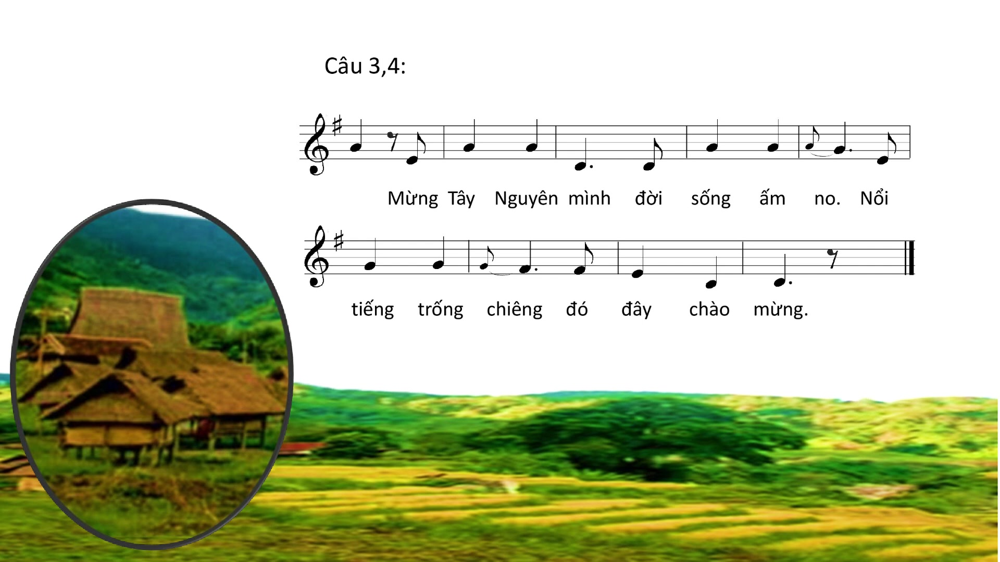 Câu 3,4:
Mừng Tây Nguyên mình đời sống ấm no. Nổi
tiếng trống chiêng đó đây chào mừng.